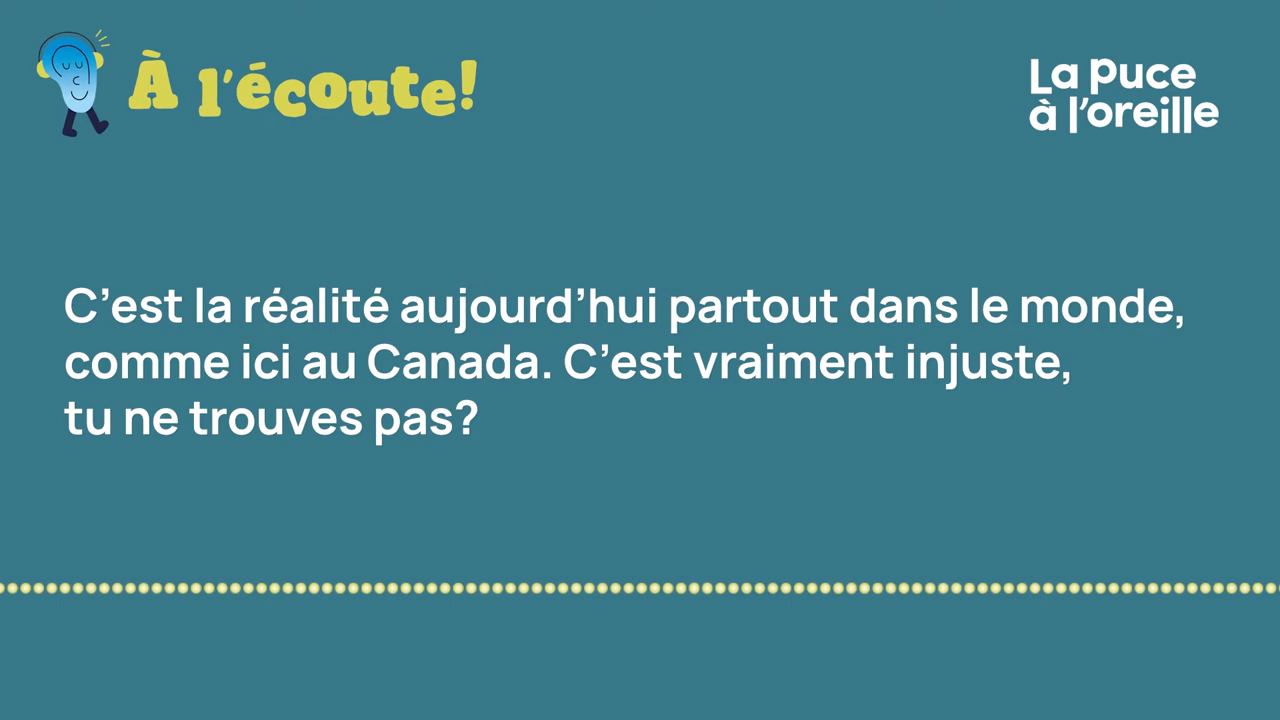 À l'écoute!
La puce
à l'oreille
C'est la réalité aujourd'hui partout dans le monde,
comme ici au Canada. C'est vraiment injuste,
tu ne trouves pas?